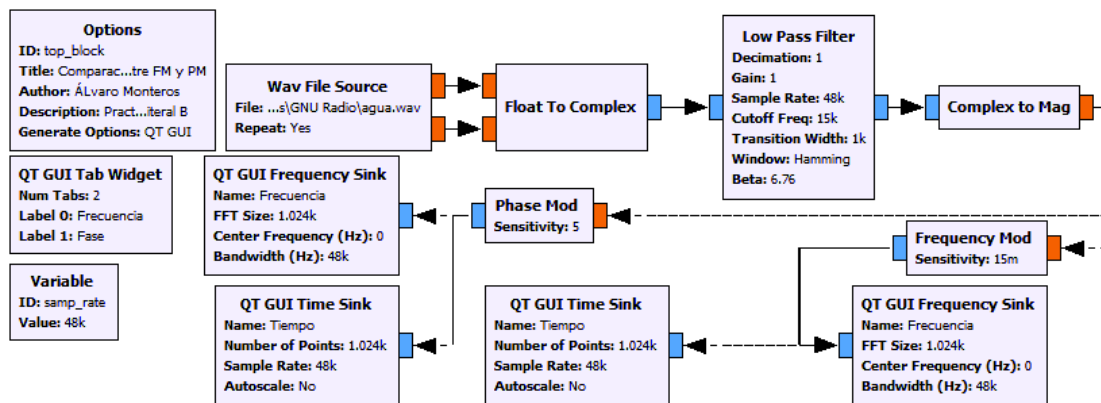 Options
ID: top_block
Title: Comparac...tre FM y PM
Author: ÁLvaro Monteros
Description: Pract...iteral B
Generate Options: QT GUI
Wav File Source
File: ...s\GNU Radio\agua.wav
Repeat: Yes
Float To Complex
Low Pass Filter
Decimation: 1
Gain: 1
Sample Rate: 48k
Cutoff Freq: 15k
Transition Width: 1k
Window: Hamming
Beta: 6.76
Complex to Mag
QT GUI Tab Widget
Num Tabs: 2
Label 0: Frecuencia
Label 1: Fase
QT GUI Frequency Sink
Name: Frecuencia
FFT Size: 1.024k
Center Frequency (Hz): 0
Bandwidth (Hz): 48k
Phase Mod
Sensitivity: 5
Frequency Mod
Sensitivity: 15m
Variable
ID: samp_rate
Value: 48k
QT GUI Time Sink
Name: Tiempo
Number of Points: 1.024k
Sample Rate: 48k
Autoscale: No
QT GUI Time Sink
Name: Tiempo
Number of Points: 1.024k
Sample Rate: 48k
Autoscale: No
QT GUI Frequency Sink
Name: Frecuencia
FFT Size: 1.024k
Center Frequency (Hz): 0
Bandwidth (Hz): 48k